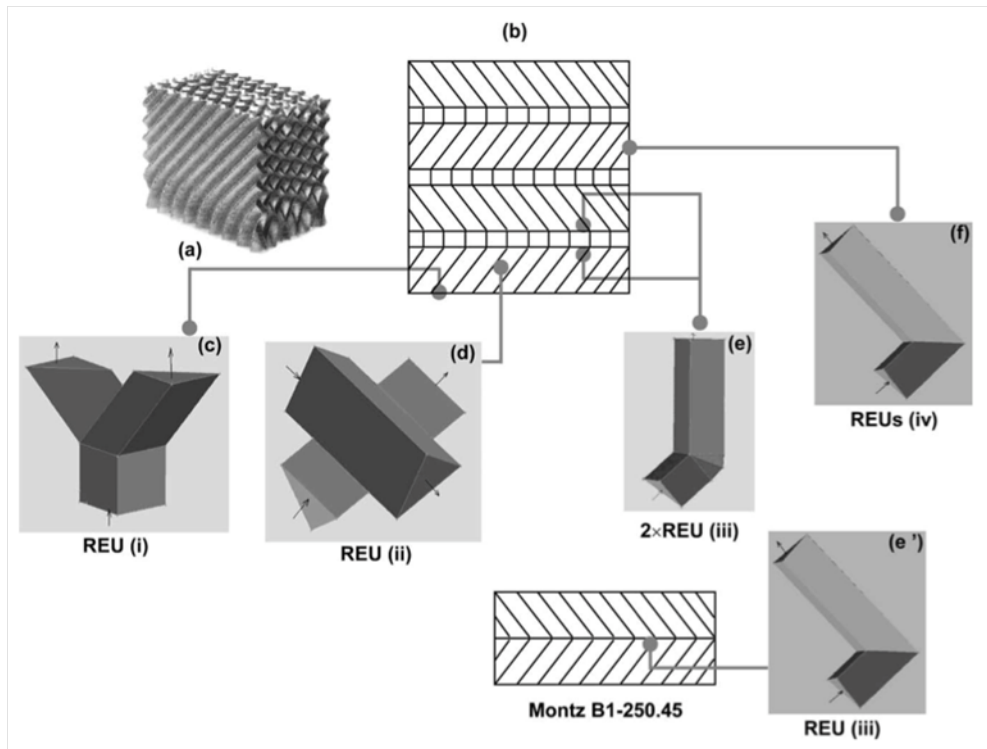 (b)
(a)
(c)
(d)
(e)
(f)
REUs (iv)
REU (i)
REU (ii)
2×REU (iii)
(e ’)
Montz B1-250.45
REU (iii)